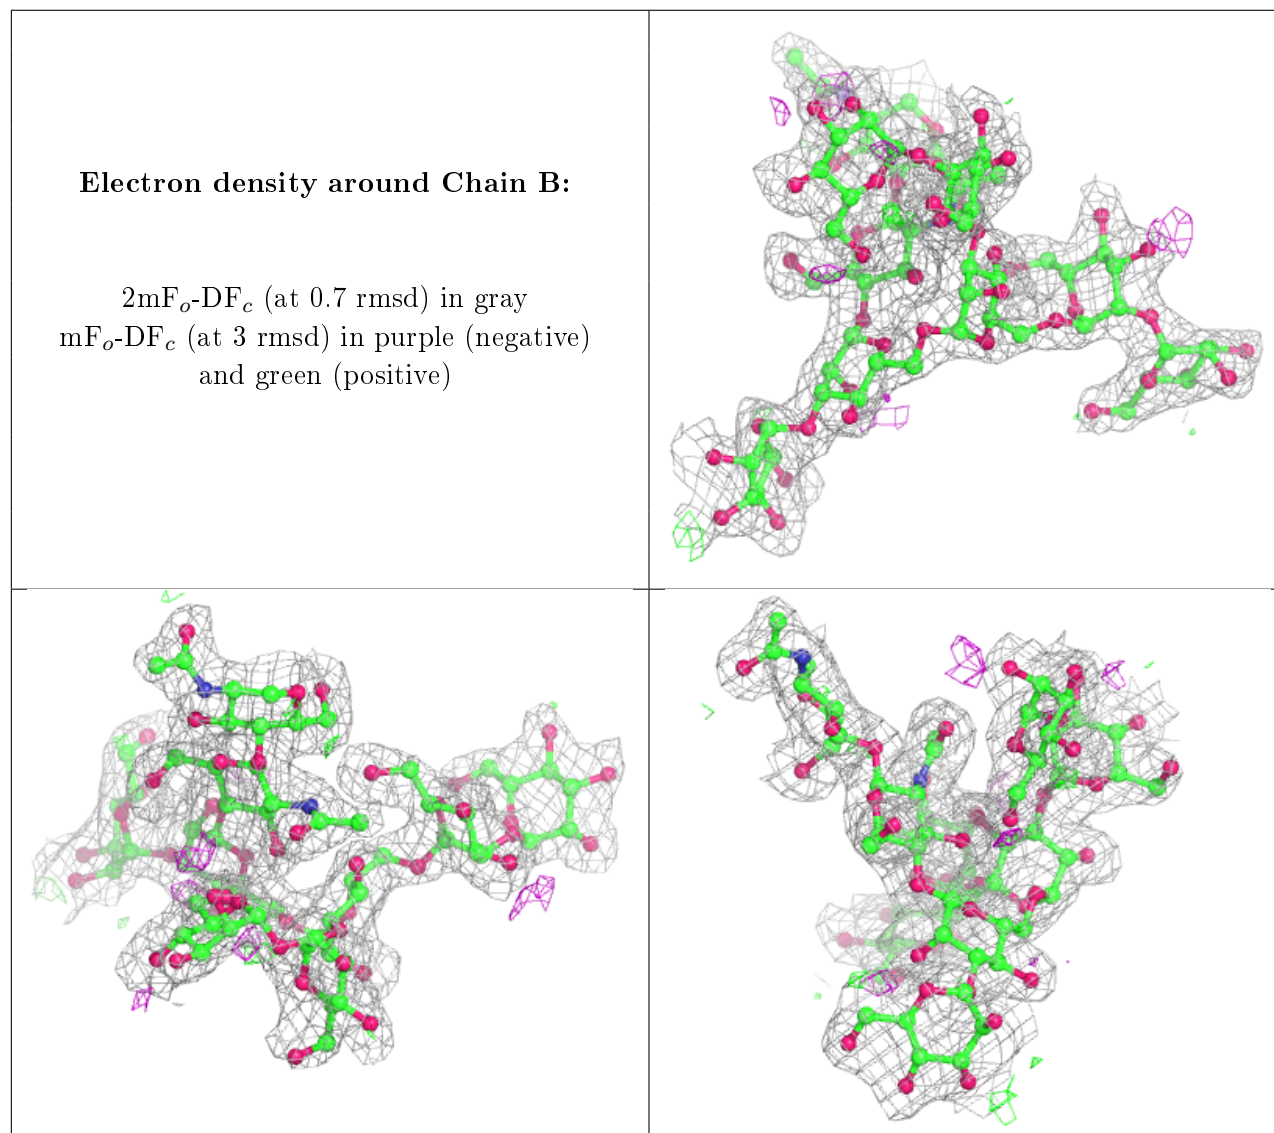 Electron density around Chain B:
2mFo-DFc (at 0.7 rmsd) in gray
mFo-DFc (at 3 rmsd) in purple (negative)
and green (positive)